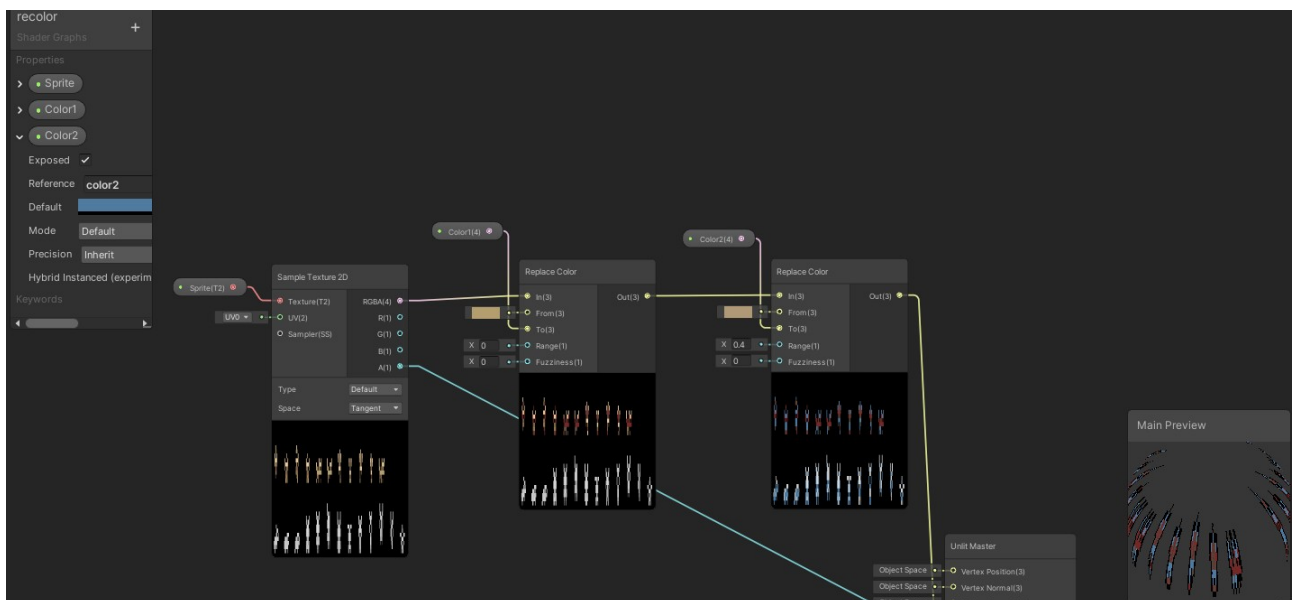 recolor
+
Shader Graphs
Properties
Sprite
Color1
Color2
Exposed
Reference color2
Default
Mode Default
Precision Inherit
Hybrid Instanced (experim
Keywords
Sprite(T2)
UV0
Sample Texture 2D
Texture(T2) RGBA(4)
UV(2) R(1)
Sampler(SS) G(1)
B(1)
A(1)
Type Default
Space Tangent
Color1(4)
Replace Color
In(3) Out(3)
From(3)
To(3)
X 0 Range(1)
X 0 Fuzziness(1)
Color2(4)
Replace Color
In(3) Out(3)
From(3)
To(3)
X 0.4 Range(1)
X 0 Fuzziness(1)
Unlit Master
Object Space Vertex Position(3)
Object Space Vertex Normal(3)
Main Preview